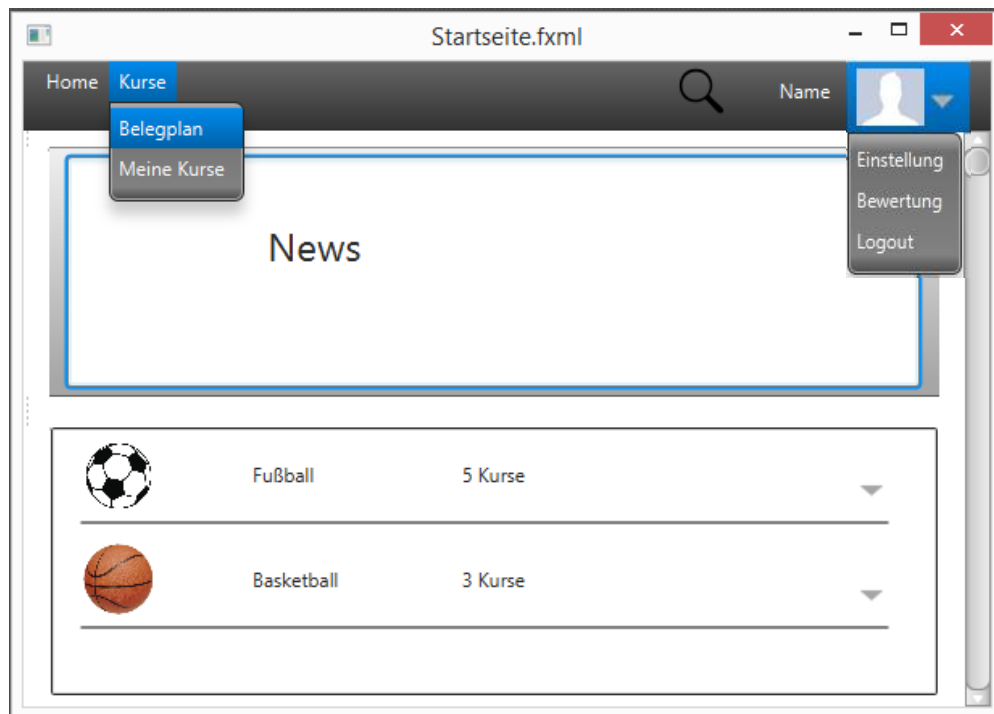 Startseite.fxml
Home Kurse Name
Belegplan
Meine Kurse
Einstellung
Bewertung
Logout
News
Fußball 5 Kurse
Basketball 3 Kurse